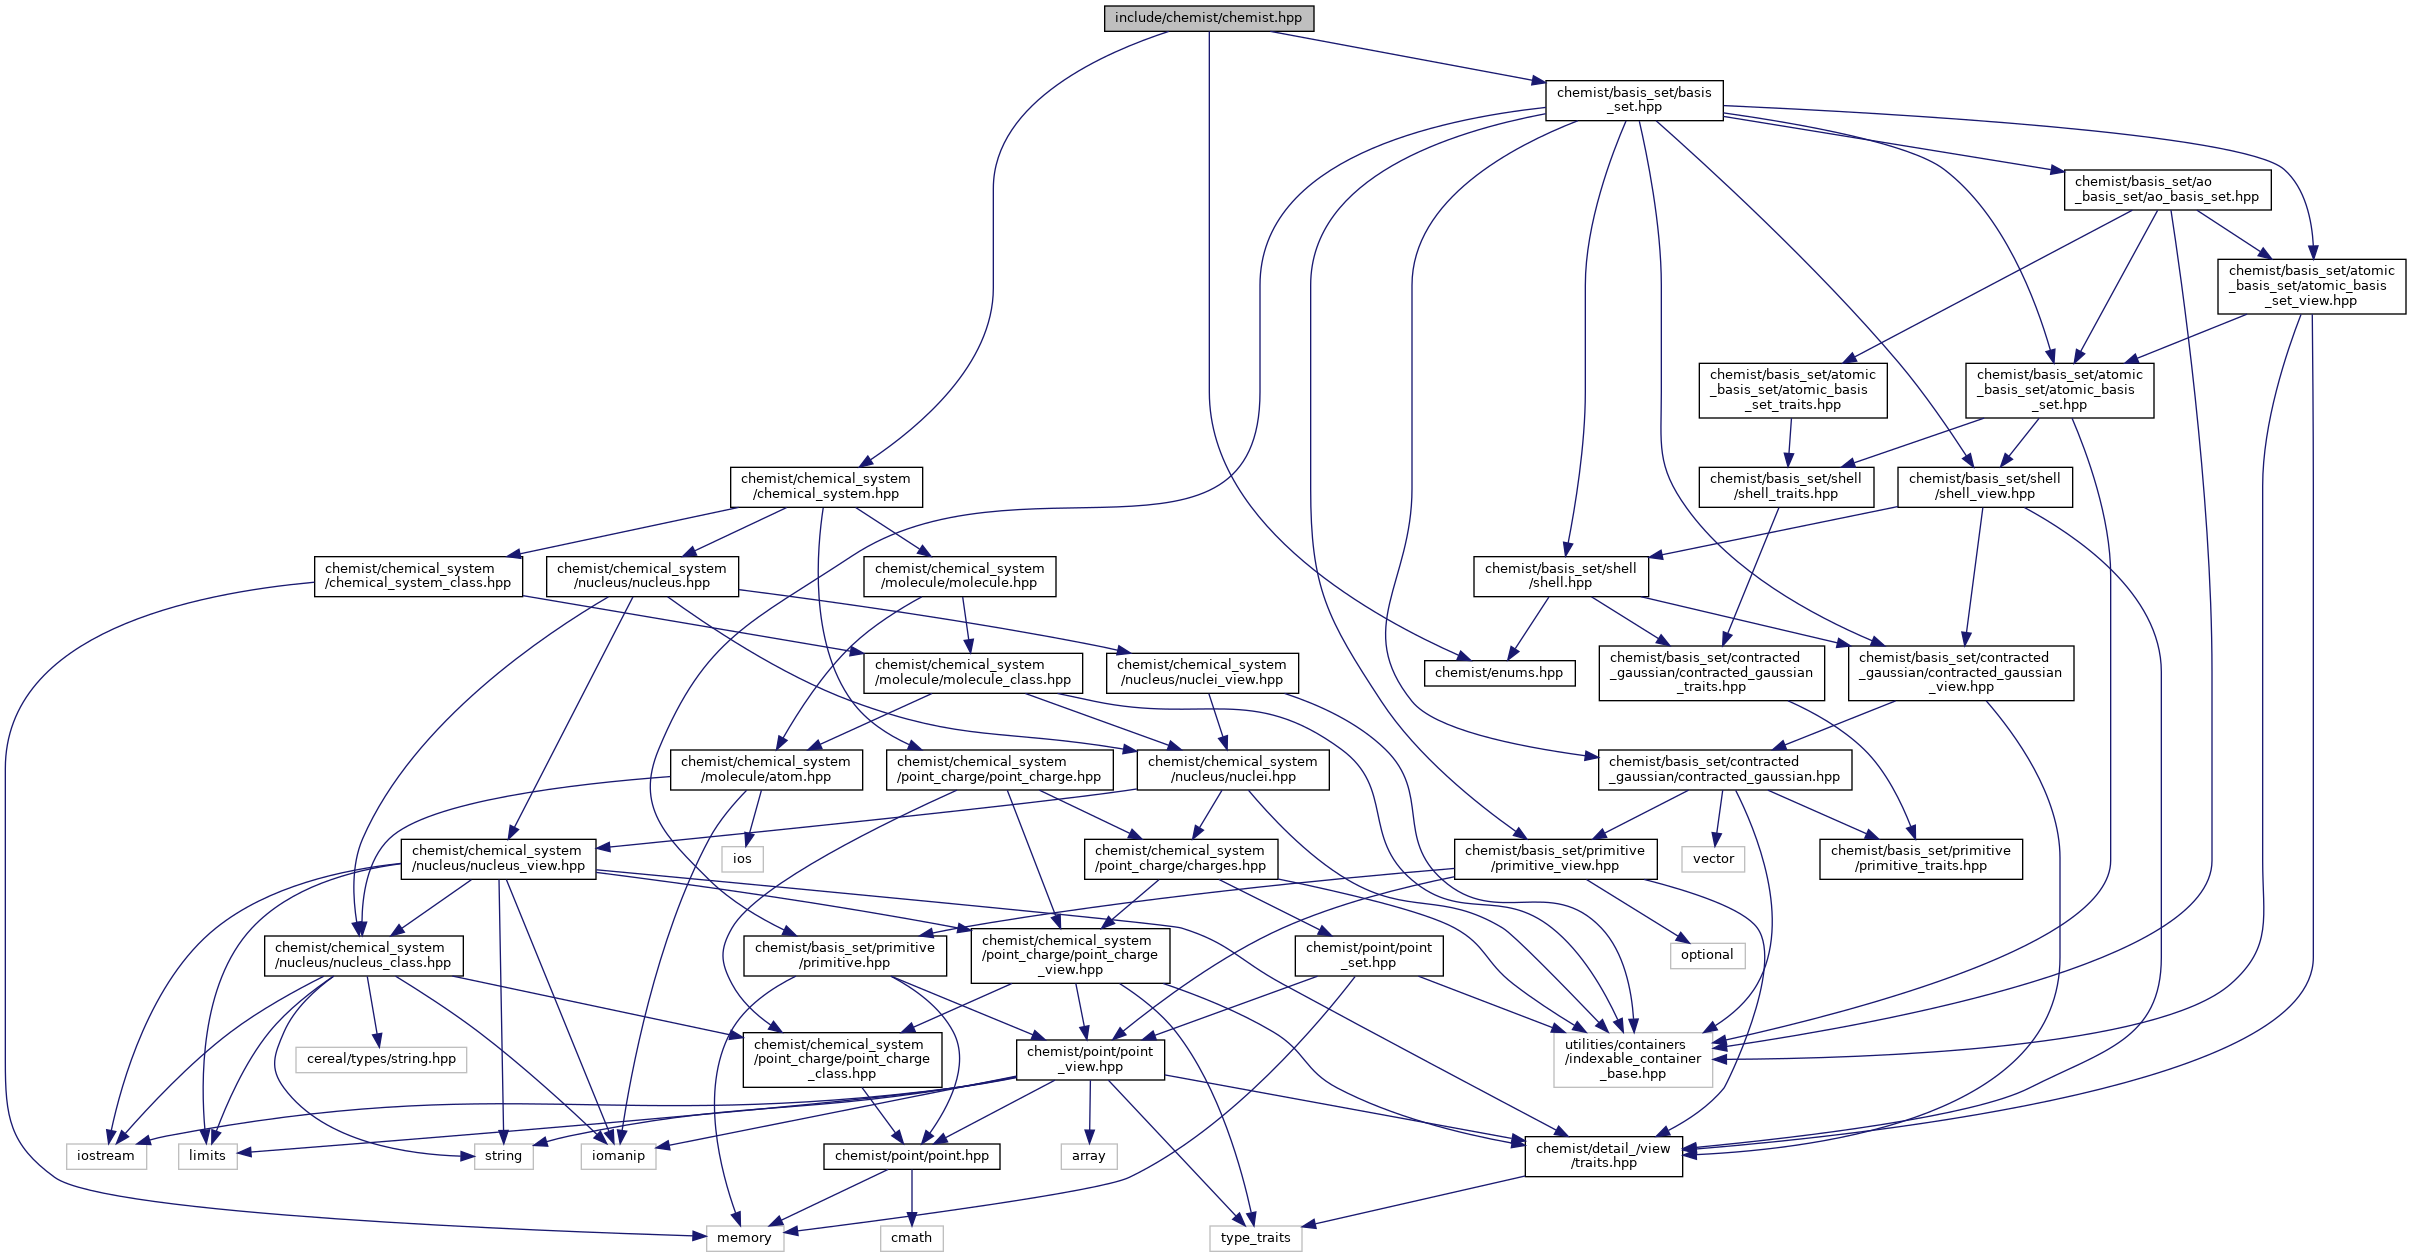 include/chemist/chemist.hpp
chemist/basis_set/basis
_set.hpp
chemist/basis_set/ao
_basis_set/ao_basis_set.hpp
chemist/basis_set/atomic
_basis_set/atomic_basis
_set_view.hpp
chemist/basis_set/atomic
_basis_set/atomic_basis
_set_traits.hpp
chemist/basis_set/atomic
_basis_set/atomic_basis
_set.hpp
chemist/chemical_system
/chemical_system.hpp
chemist/basis_set/shell
/shell_traits.hpp
chemist/basis_set/shell
/shell_view.hpp
chemist/chemical_system
/chemical_system_class.hpp
chemist/chemical_system
/nucleus/nucleus.hpp
chemist/chemical_system
/molecule/molecule.hpp
chemist/basis_set/shell
/shell.hpp
chemist/chemical_system
/molecule/molecule_class.hpp
chemist/chemical_system
/nucleus/nuclei_view.hpp
chemist/enums.hpp
chemist/basis_set/contracted
_gaussian/contracted_gaussian
_traits.hpp
chemist/basis_set/contracted
_gaussian/contracted_gaussian
_view.hpp
chemist/chemical_system
/molecule/atom.hpp
chemist/chemical_system
/point_charge/point_charge.hpp
chemist/chemical_system
/nucleus/nuclei.hpp
chemist/basis_set/contracted
_gaussian/contracted_gaussian.hpp
chemist/chemical_system
/nucleus/nucleus_view.hpp
ios
chemist/chemical_system
/point_charge/charges.hpp
chemist/basis_set/primitive
/primitive_view.hpp
vector
chemist/basis_set/primitive
/primitive_traits.hpp
chemist/chemical_system
/nucleus/nucleus_class.hpp
chemist/basis_set/primitive
/primitive.hpp
chemist/chemical_system
/point_charge/point_charge
_view.hpp
chemist/point/point
_set.hpp
optional
cereal/types/string.hpp
chemist/chemical_system
/point_charge/point_charge
_class.hpp
chemist/point/point
_view.hpp
utilities/containers
/indexable_container
_base.hpp
iostream
limits
string
iomanip
chemist/point/point.hpp
array
chemist/detail_/view
/traits.hpp
memory
cmath
type_traits